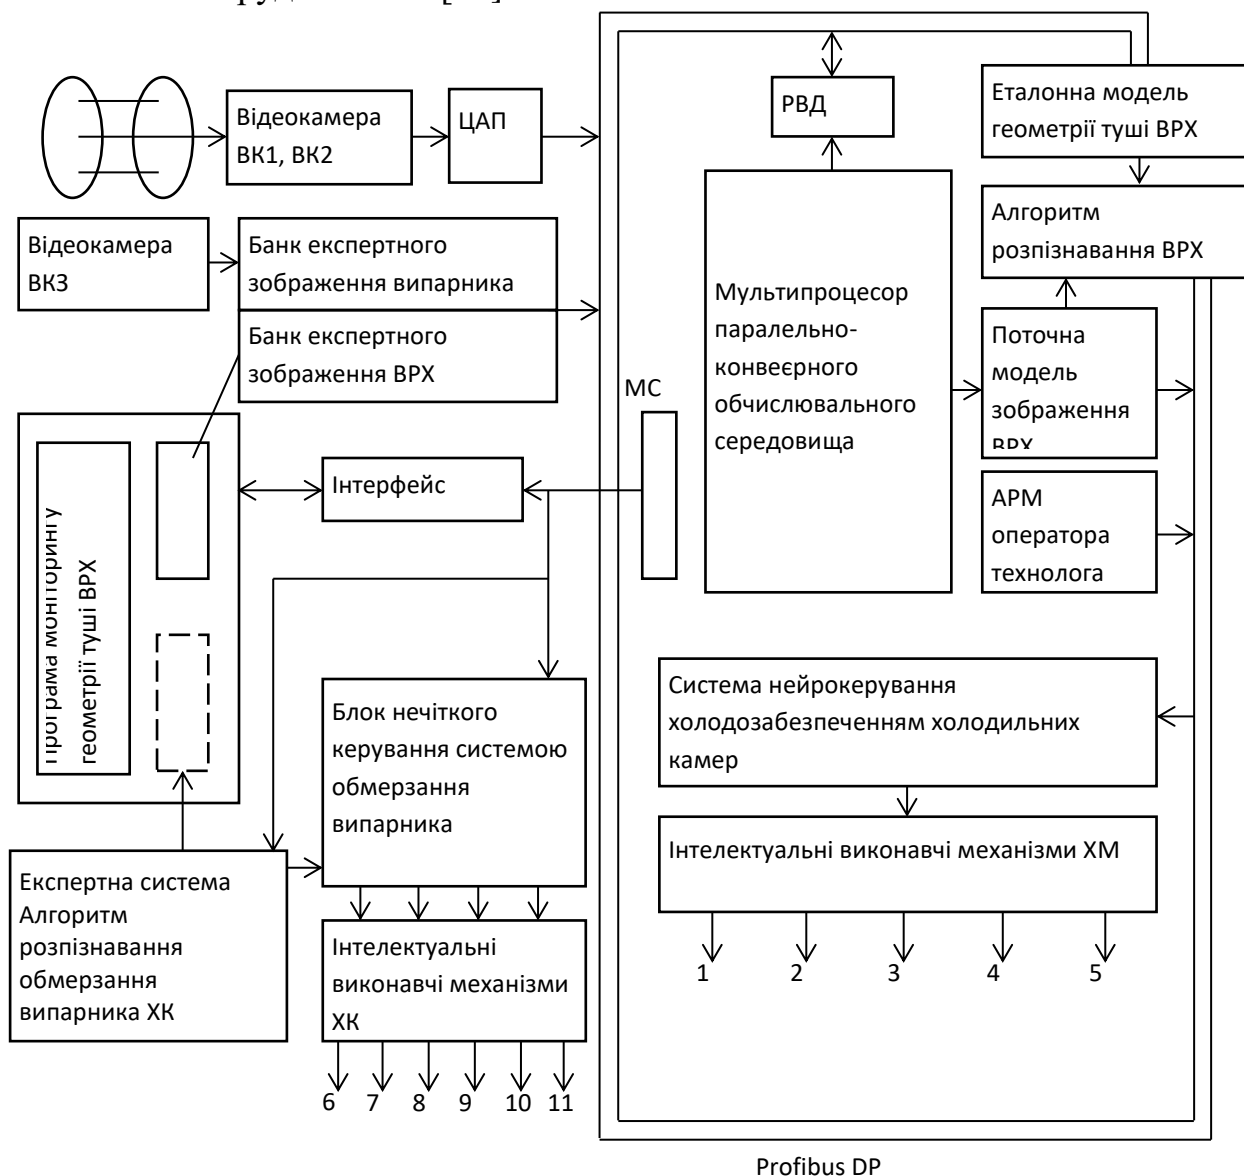 Відеокамера
ВК1, ВК2
ЦАП
РВД
Еталонна модель
геометрії туші ВРХ
Відеокамера
ВК3
Банк експертного
зображення випарника
Банк експертного
зображення ВРХ
Алгоритм
розпізнавання ВРХ
Мультипроцесор
паралельно-
конвеєрного
обчислювального
середовища
Поточна
модель
зображення
ВРХ
МС
Інтерфейс
АРМ
оператора
технолога
Програма моніторингу
геометрії туші ВРХ
Блок нечіткого
керування системою
обмерзання
випарника
Система нейрокерування
холодозабезпеченням холодильних
камер
Інтелектуальні виконавчі механізми ХМ
Експертна система
Алгоритм
розпізнавання
обмерзання
випарника ХК
Інтелектуальні
виконавчі механізми
ХК
1 2 3 4 5
6 7 8 9 10 11
Profibus DP